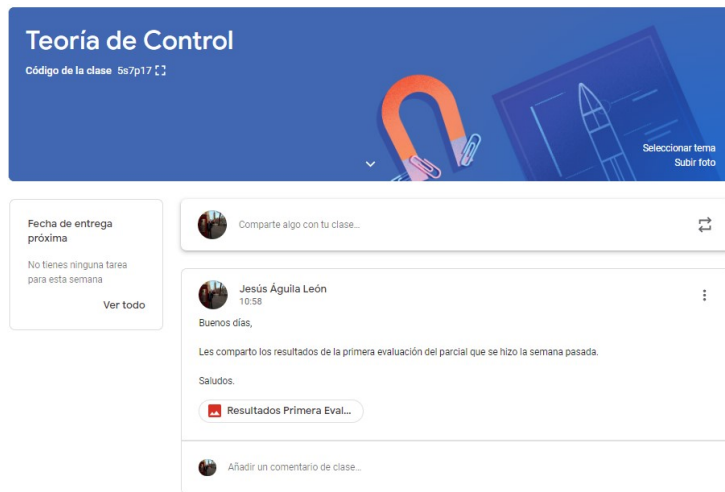 Teoría de Control
Código de la clase 5s7p17
Seleccionar tema
Subir foto
Fecha de entrega
próxima
No tienes ninguna tarea
para esta semana
Ver todo
Comparte algo con tu clase...
Jesús Águila León
10:58
Buenos días,
Les comparto los resultados de la primera evaluación del parcial que se hizo la semana pasada.
Saludos.
Resultados Primera Eval...
Añadir un comentario de clase...